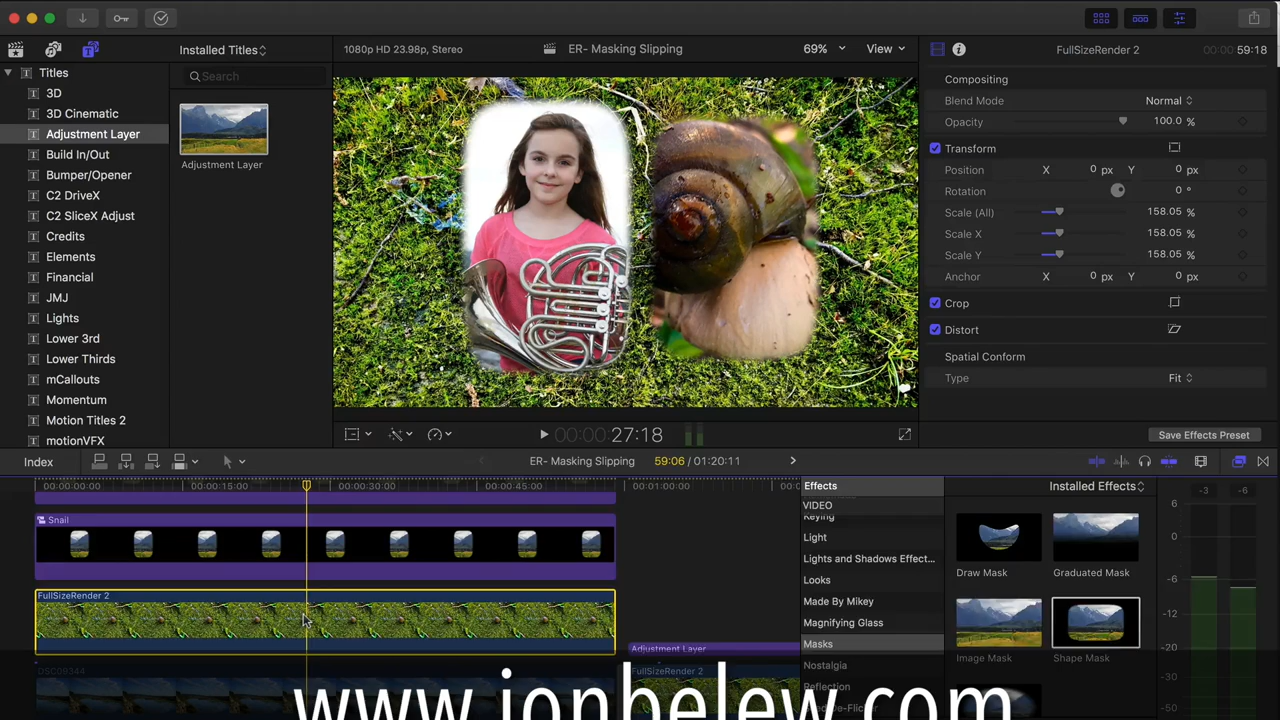 Installed Titles
1080p HD 23.98p, Stereo
ER- Masking Slipping
69%
View
FullSizeRender 2
00:00:59:18
Titles
Search
Compositing
3D
Blend Mode
Normal
3D Cinematic
Opacity
100.0 %
Adjustment Layer
Build In/Out
Transform
Bumper/Opener
Adjustment Layer
Position X 0 px Y 0 px
C2 DriveX
Rotation
0 °
C2 SliceX Adjust
Scale (All)
158.05 %
Credits
Scale X
158.05 %
Elements
Scale Y
158.05 %
Financial
Anchor X 0 px Y 0 px
JMJ
Lights
Crop
Lower 3rd
Distort
Lower Thirds
Spatial Conform
mCallouts
Type
Fit
Momentum
Motion Titles 2
motionVFX
00:00:27:18
Save Effects Preset
Index
ER- Masking Slipping
59:06 / 01:20:11
00:00:00:00
00:00:15:00
00:00:30:00
00:00:45:00
00:01:00:00
Effects
Installed Effects
-3 -6
VIDEO
Keying
Light
Lights and Shadows Effect...
Looks
Made By Mikey
Magnifying Glass
Masks
Nostalgia
Reflection
Draw Mask
Graduated Mask
Image Mask
Shape Mask
6
0
-6
-12
-20
-30
-50
Snail
FullSizeRender 2
Adjustment Layer
DSC09344
FullSizeRender 2
www.jonbelew.com